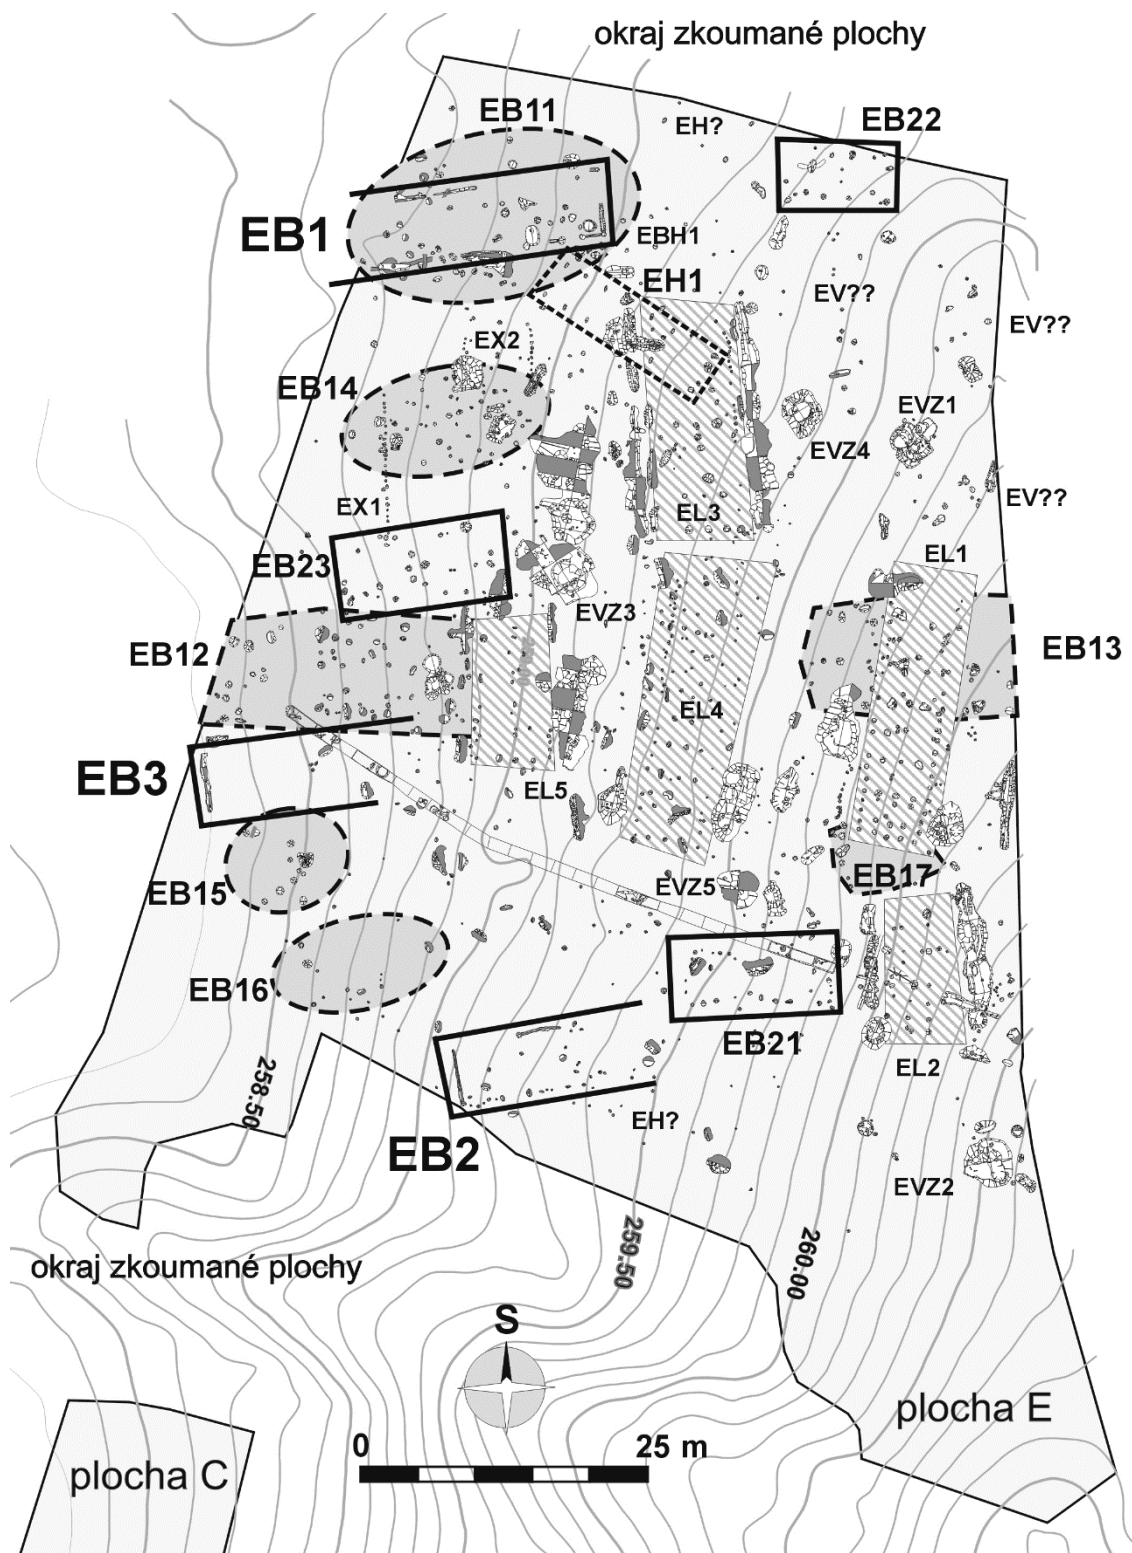 okraj zkoumané plochy
EB11
EH?
EB22
EB1
EBH1
EH1
EV??
EV??
EX2
EB14
EVZ1
EVZ4
EX1
EL3
EV??
EB23
EL1
EVZ3
EB12
259.00
EB13
EL4
EB3
EL5
EB15
EVZ5
EB17
EB16
EB21
258.50
EL2
EH?
EB2
EVZ2
259.50
260.00
okraj zkoumané plochy
S
0 25 m
plocha E
plocha C